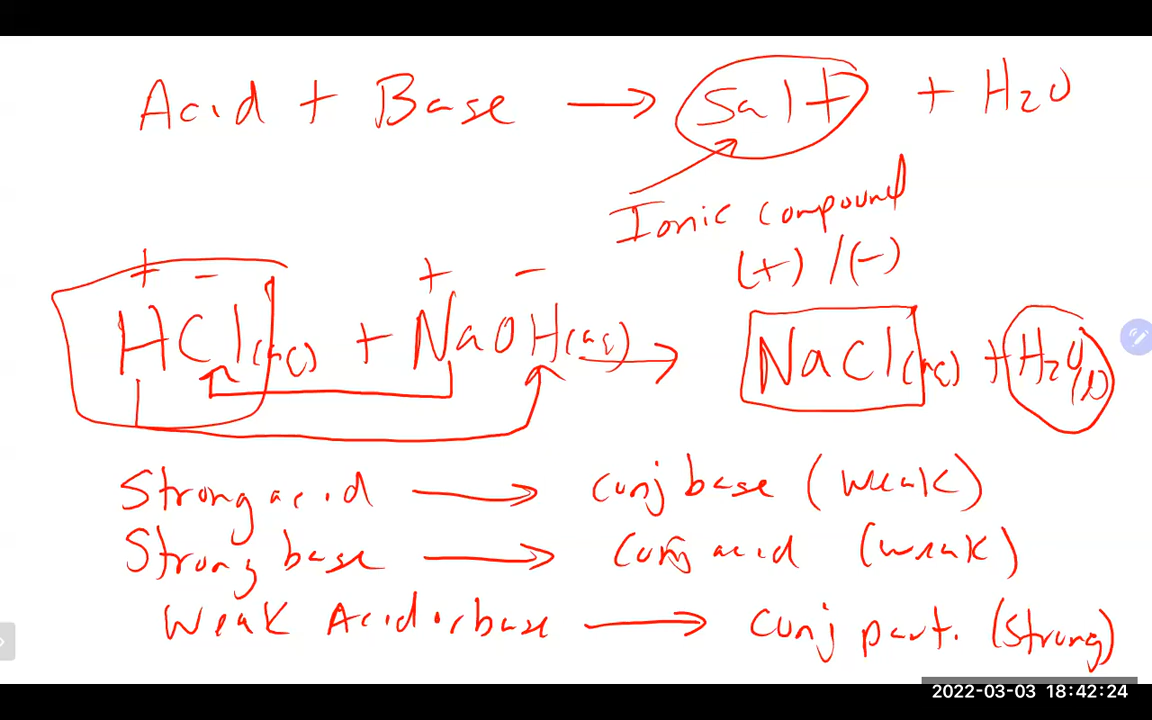 Acid + Base → Salt + H2O
Ionic compound
(+) / (-)
+ - + -
HCl(aq) + NaOH(aq) → NaCl(aq) + H2O(l)
Strong acid → conj base (weak)
Strong base → conj acid (weak)
Weak Acid or base → conj part. (strong)
2022-03-03 18:42:24